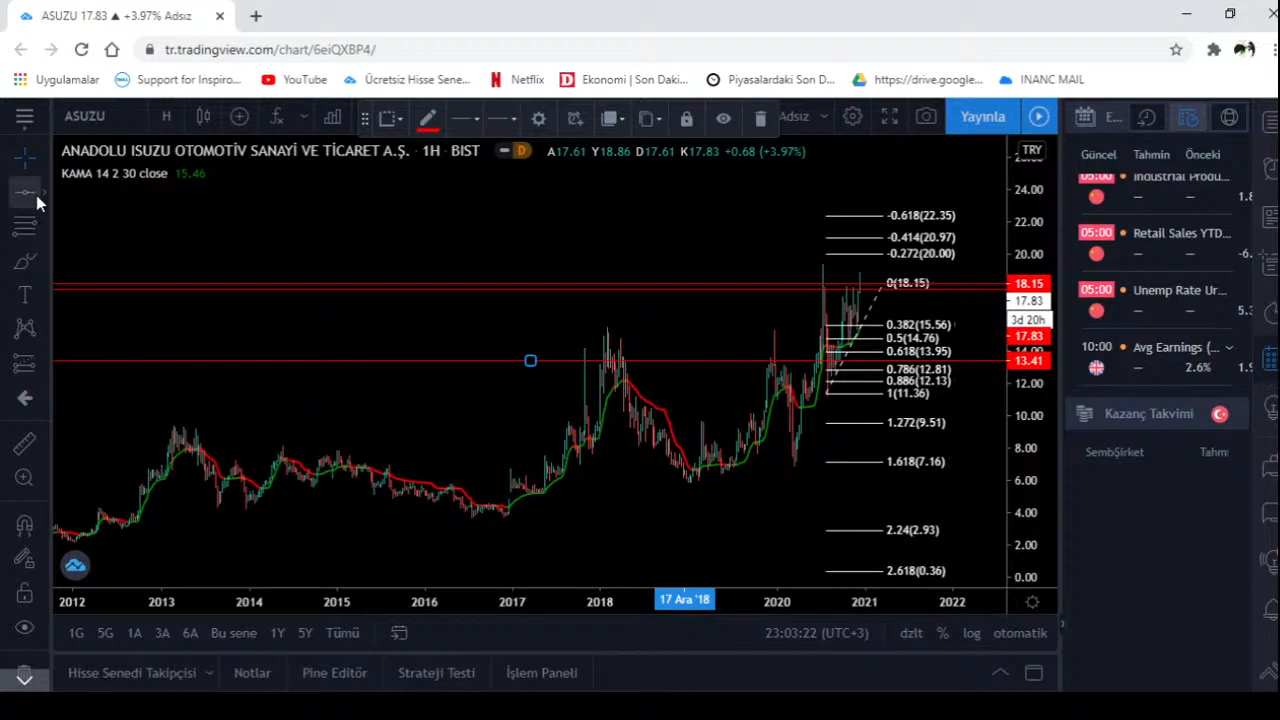 ASUZU 17.83 ▲ +3.97% Adsız
tr.tradingview.com/chart/6eiQXBP4/
Uygulamalar
Support for Inspiro...
YouTube
Ücretsiz Hisse Sene...
Netflix
Ekonomi | Son Daki...
Piyasalardaki Son D...
https://drive.google...
INANC MAIL
ASUZU
H
Adsız
Yayınla
E...
ANADOLU ISUZU OTOMOTİV SANAYİ VE TİCARET A.Ş. · 1H · BIST
D
A17.61 Y18.86 D17.61 K17.83 +0.68 (+3.97%)
KAMA 14 2 30 close 15.46
TRY
24.00
22.00
20.00
18.15
17.83
3d 20h
17.83
13.41
12.00
10.00
8.00
6.00
4.00
2.00
0.00
-0.618(22.35)
-0.414(20.97)
-0.272(20.00)
0(18.15)
0.382(15.56)
0.5(14.76)
0.618(13.95)
0.786(12.81)
0.886(12.13)
1(11.36)
1.272(9.51)
1.618(7.16)
2.24(2.93)
2.618(0.36)
2012 2013 2014 2015 2016 2017 2018 17 Ara '18 2020 2021 2022
1G 5G 1A 3A 6A Bu sene 1Y 5Y Tümü
23:03:22 (UTC+3)
dzlt % log otomatik
Hisse Senedi Takipçisi
Notlar
Pine Editör
Strateji Testi
İşlem Paneli
Güncel Tahmin Önceki
05:00 Industrial Produ...
— — 1.8
05:00 Retail Sales YTD...
— — -6.
05:00 Unemp Rate Ur...
— — 5.3
10:00 Avg Earnings (...
— 2.6% 1.9
Kazanç Takvimi
Sembşirket Tahmi